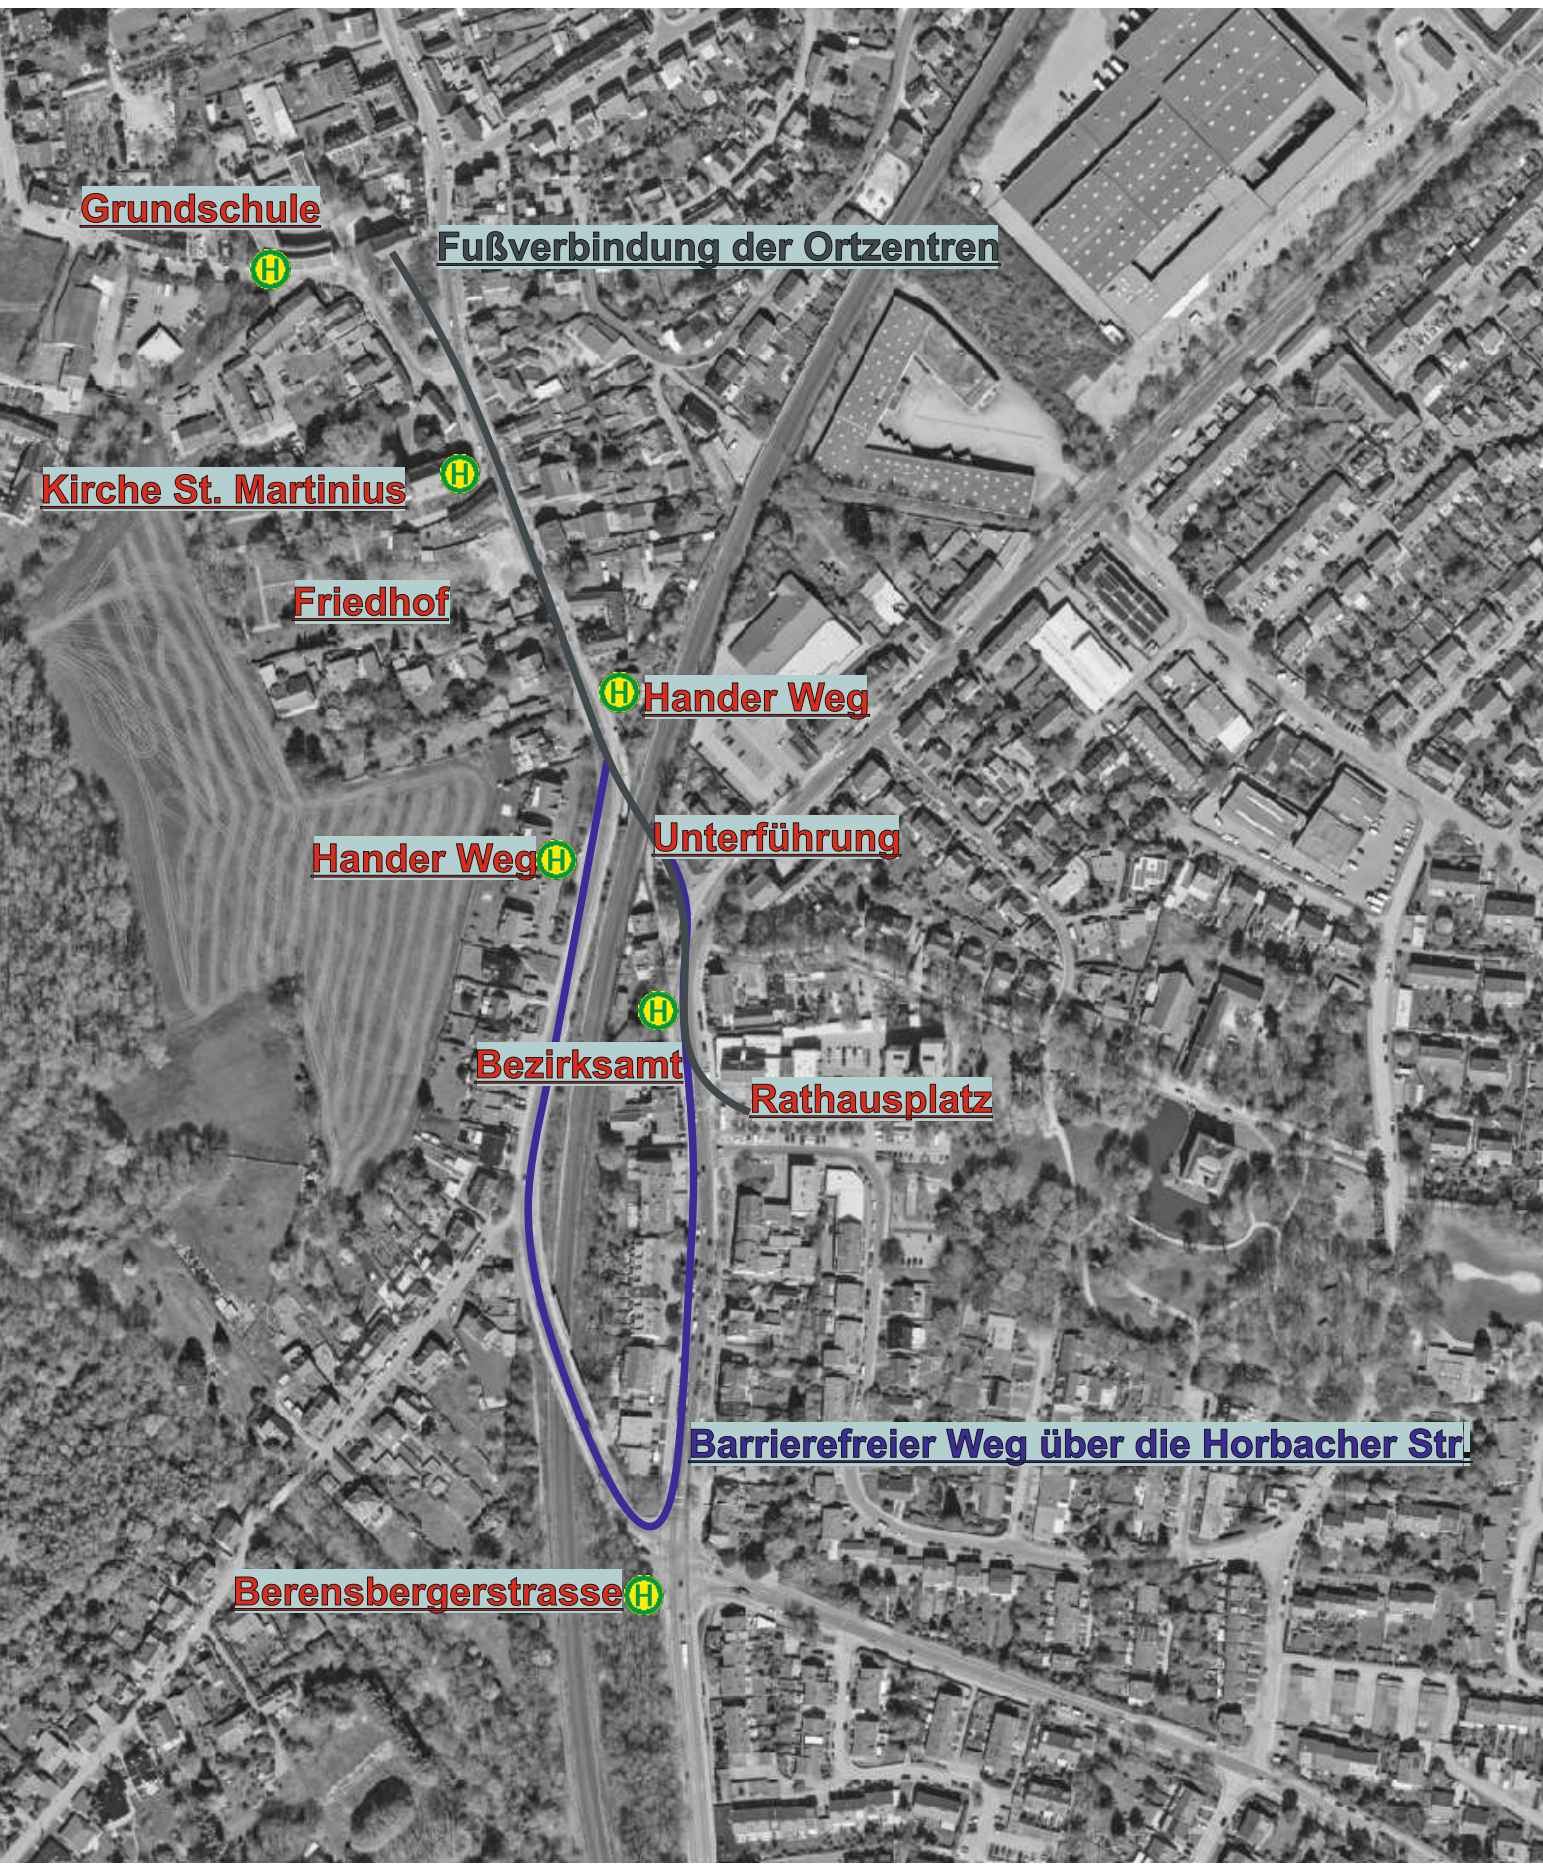 Grundschule
H
Fußverbindung der Ortzentren
H
Kirche St. Martinius
Friedhof
H Hander Weg
Unterführung
Hander Weg H
H
Bezirksamt
Rathausplatz
Barrierefreier Weg über die Horbacher Str.
Berensbergerstrasse H